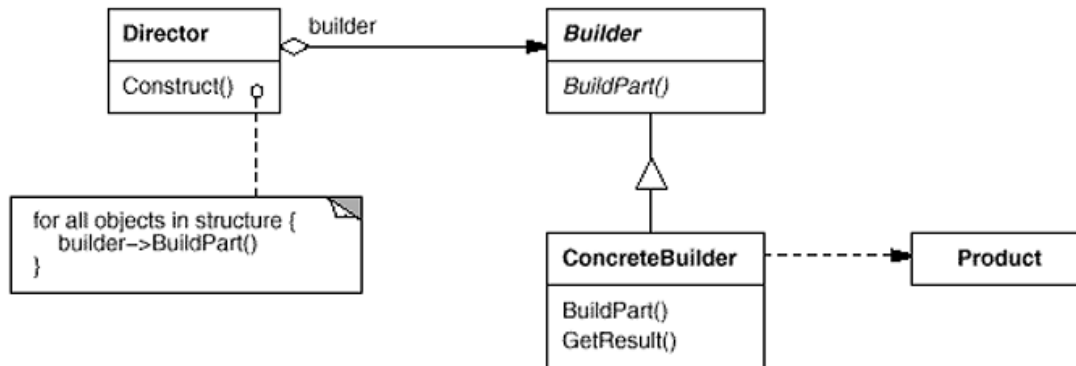 Director
builder
Builder
Construct()
BuildPart()
for all objects in structure {
builder->BuildPart()
}
ConcreteBuilder
Product
BuildPart()
GetResult()